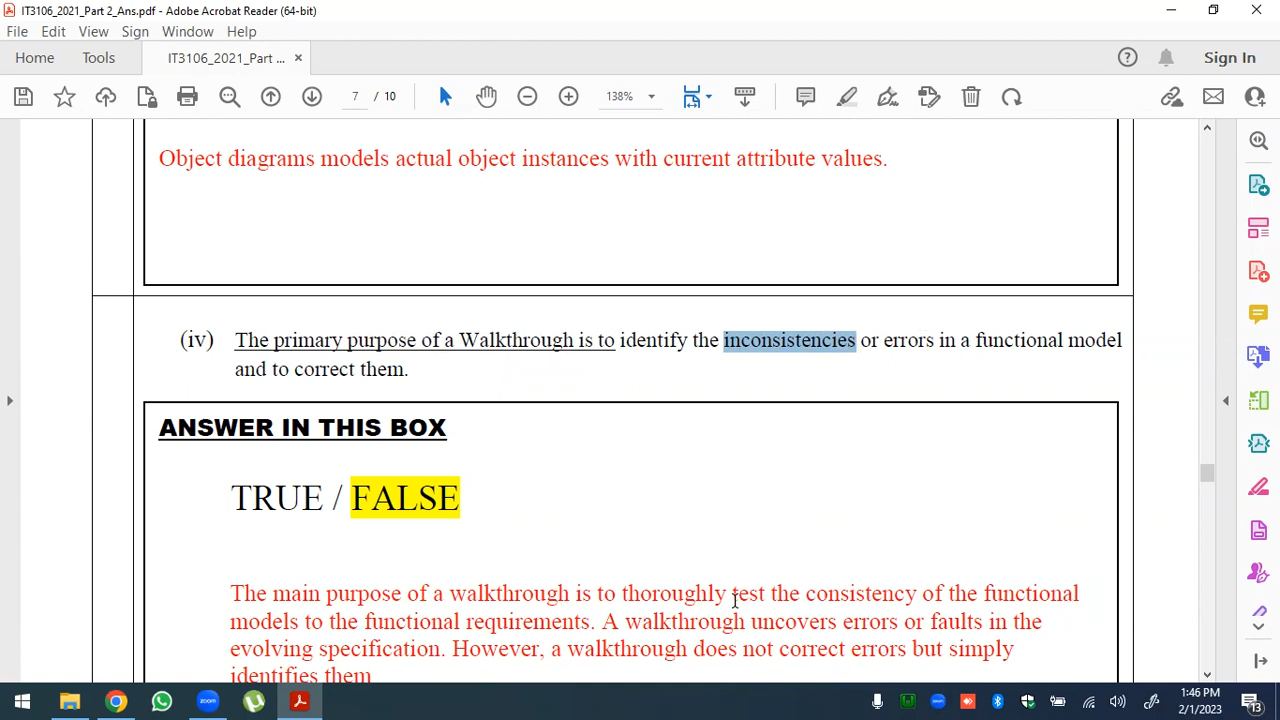 IT3106_2021_Part 2_Ans.pdf - Adobe Acrobat Reader (64-bit)
File Edit View Sign Window Help
Home Tools IT3106_2021_Part ... × Sign In
7 / 10 138%
Object diagrams models actual object instances with current attribute values.
(iv) The primary purpose of a Walkthrough is to identify the inconsistencies or errors in a functional model
and to correct them.
ANSWER IN THIS BOX
TRUE / FALSE
The main purpose of a walkthrough is to thoroughly test the consistency of the functional
models to the functional requirements. A walkthrough uncovers errors or faults in the
evolving specification. However, a walkthrough does not correct errors but simply
identifies them
zoom
1:46 PM
2/1/2023
13